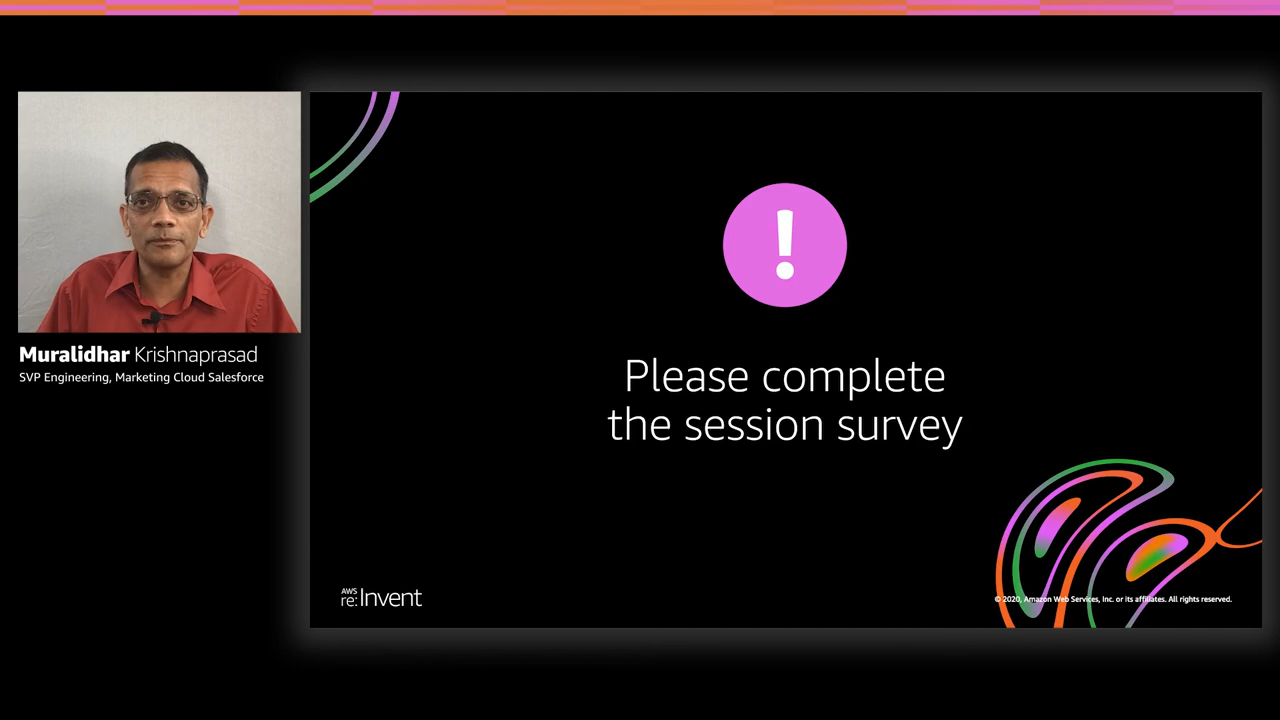 Muralidhar Krishnaprasad
SVP Engineering, Marketing Cloud Salesforce
!
Please complete
the session survey
AWS
re:Invent
© 2020, Amazon Web Services, Inc. or its affiliates. All rights reserved.